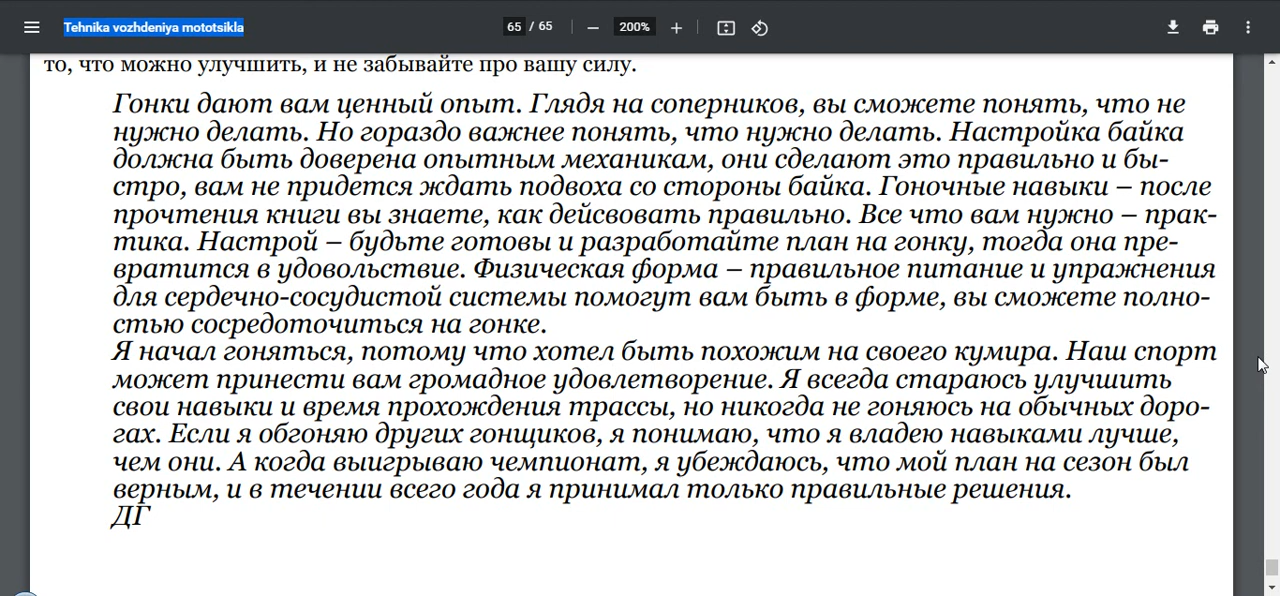 Tehnika vozhdeniya mototsikla
65 / 65
200%
то, что можно улучшить, и не забывайте про вашу силу.
Гонки дают вам ценный опыт. Глядя на соперников, вы сможете понять, что не
нужно делать. Но гораздо важнее понять, что нужно делать. Настройка байка
должна быть доверена опытным механикам, они сделают это правильно и бы-
стро, вам не придется ждать подвоха со стороны байка. Гоночные навыки – после
прочтения книги вы знаете, как дейсвовать правильно. Все что вам нужно – прак-
тика. Настрой – будьте готовы и разработайте план на гонку, тогда она пре-
вратится в удовольствие. Физическая форма – правильное питание и упражнения
для сердечно-сосудистой системы помогут вам быть в форме, вы сможете полно-
стью сосредоточиться на гонке.
Я начал гоняться, потому что хотел быть похожим на своего кумира. Наш спорт
может принести вам громадное удовлетворение. Я всегда стараюсь улучшить
свои навыки и время прохождения трассы, но никогда не гоняюсь на обычных доро-
гах. Если я обгоняю других гонщиков, я понимаю, что я владею навыками лучше,
чем они. А когда выигрываю чемпионат, я убеждаюсь, что мой план на сезон был
верным, и в течении всего года я принимал только правильные решения.
ДГ